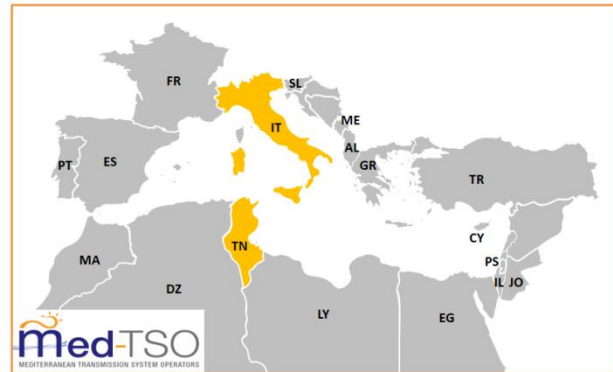 FR
SL
IT
ME
AL
GR
PT
ES
TR
CY
PS
IL JO
MA
TN
DZ
LY
EG
Med-TSO
MEDITERRANEAN TRANSMISSION SYSTEM OPERATORS